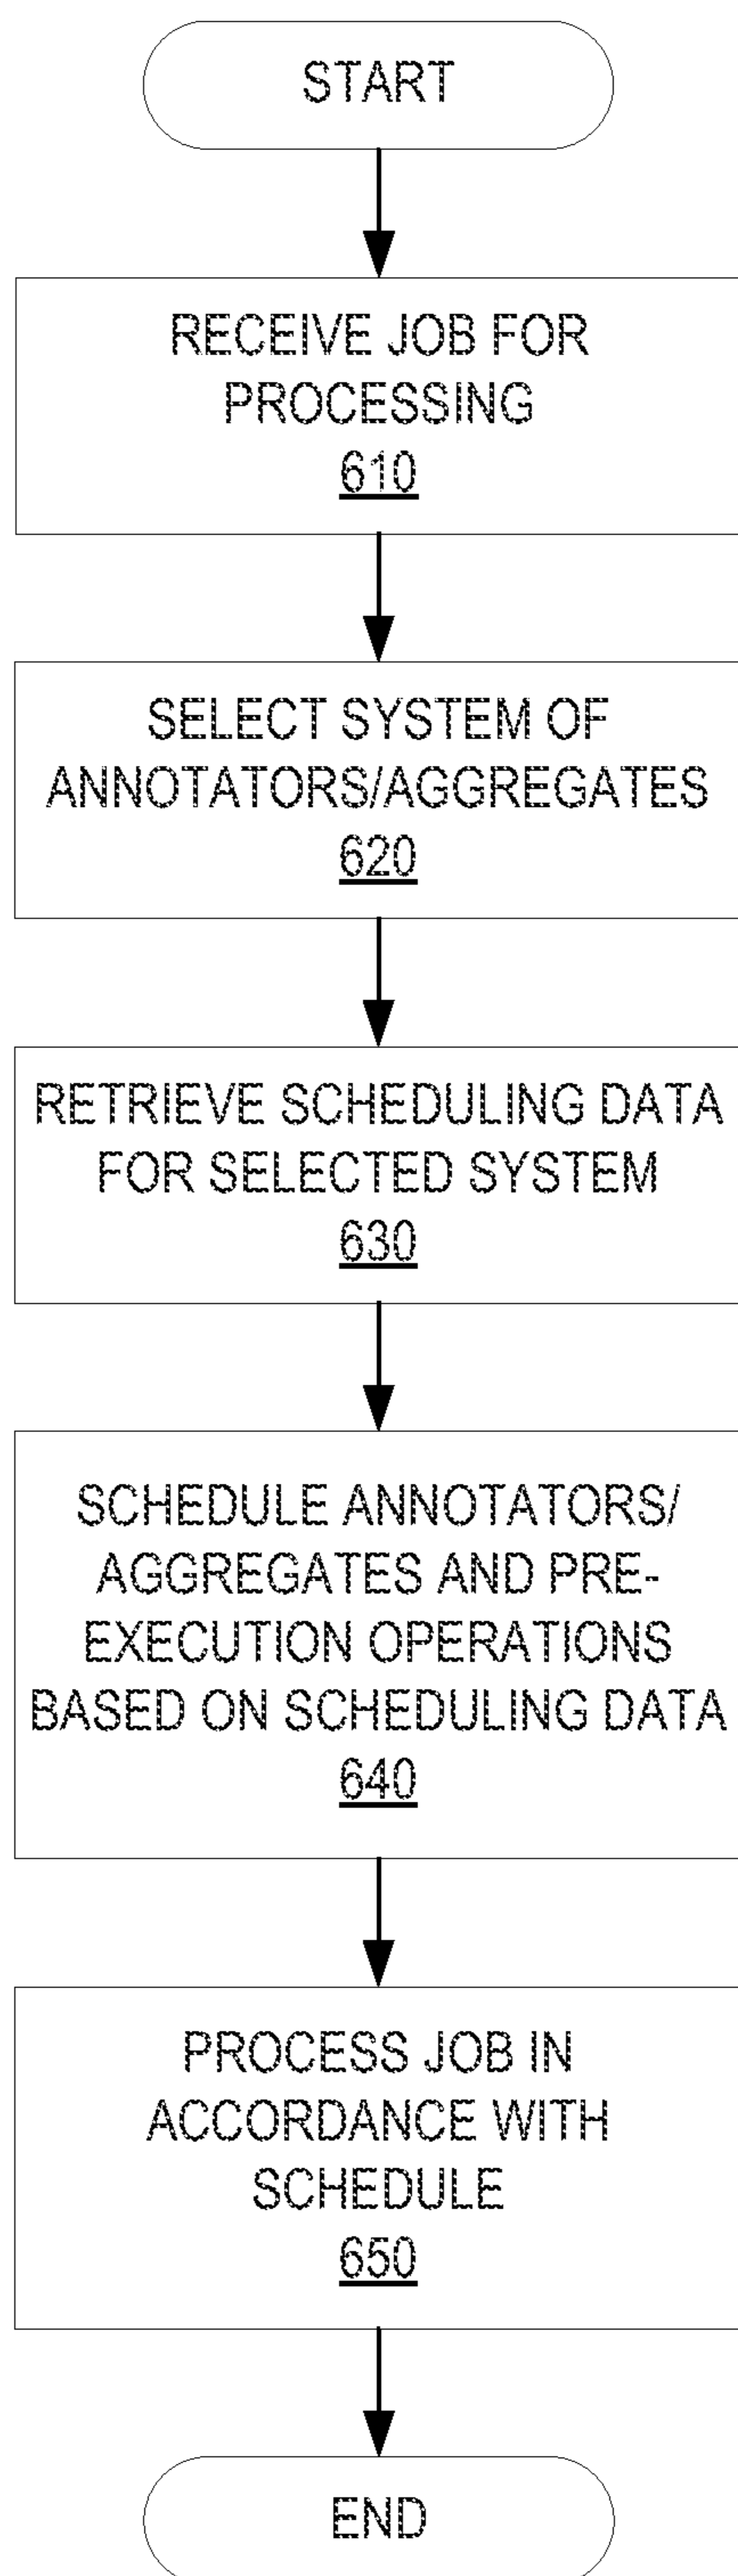 START
RECEIVE JOB FOR
PROCESSING
610
SELECT SYSTEM OF
ANNOTATORS/AGGREGATES
620
RETRIEVE SCHEDULING DATA
FOR SELECTED SYSTEM
630
SCHEDULE ANNOTATORS/
AGGREGATES AND PRE-
EXECUTION OPERATIONS
BASED ON SCHEDULING DATA
640
PROCESS JOB IN
ACCORDANCE WITH
SCHEDULE
650
END